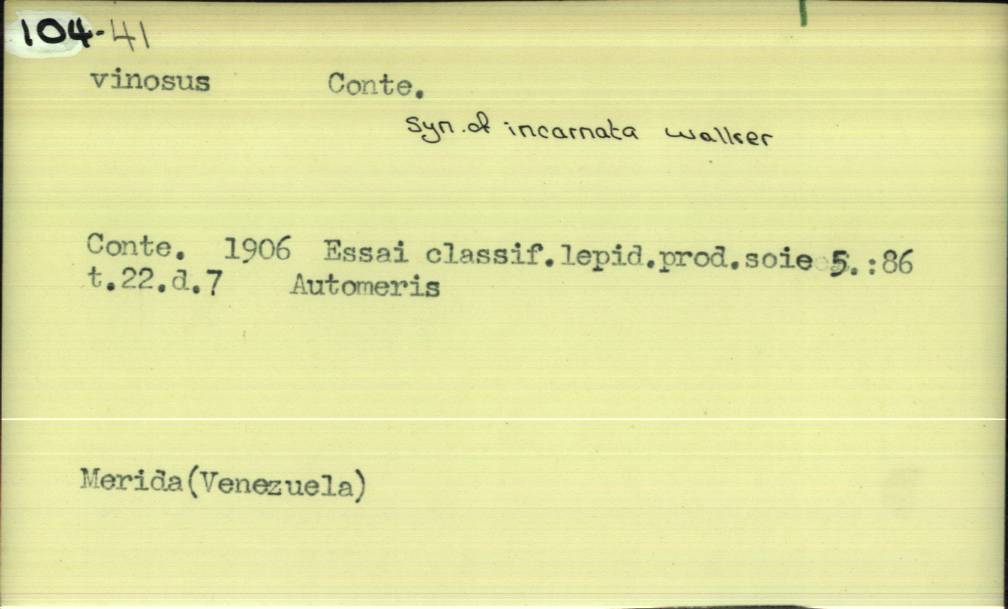 104-41
vinosus Conte.
Syn. of incarnata Walker
Conte. 1906 Essai classif.lepid.prod.soie 5.:86
t.22.d.7 Automeris
Merida(Venezuela)